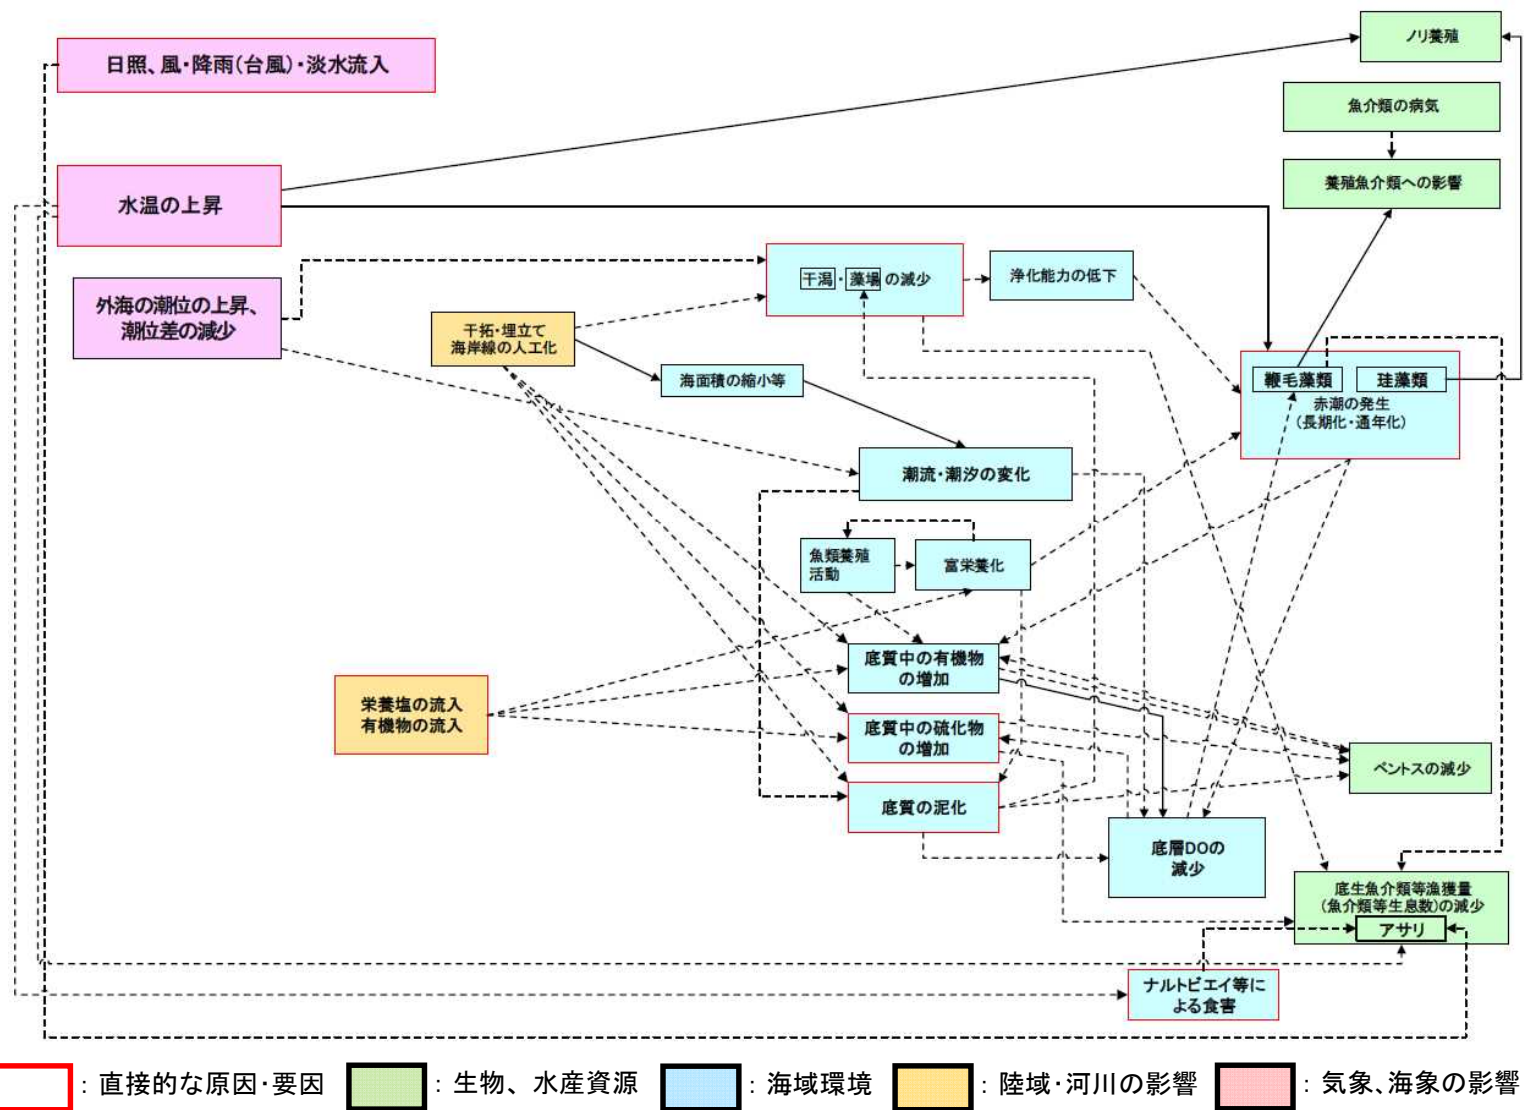 ノリ養殖
日照、風・降雨(台風)・淡水流入
魚介類の病気
水温の上昇
養殖魚介類への影響
干潟・藻場の減少
浄化能力の低下
外海の潮位の上昇、
潮位差の減少
干拓・埋立て
海岸線の人工化
海面積の縮小等
鞭毛藻類
珪藻類
赤潮の発生
(長期化・通年化)
潮流・潮汐の変化
魚類養殖
活動
富栄養化
底質中の有機物
の増加
栄養塩の流入
有機物の流入
底質中の硫化物
の増加
ベントスの減少
底質の泥化
底層DOの
減少
底生魚介類等漁獲量
(魚介類等生息数)の減少
アサリ
ナルトビエイ等に
よる食害
：直接的な原因・要因
：生物、水産資源
：海域環境
：陸域・河川の影響
：気象、海象の影響